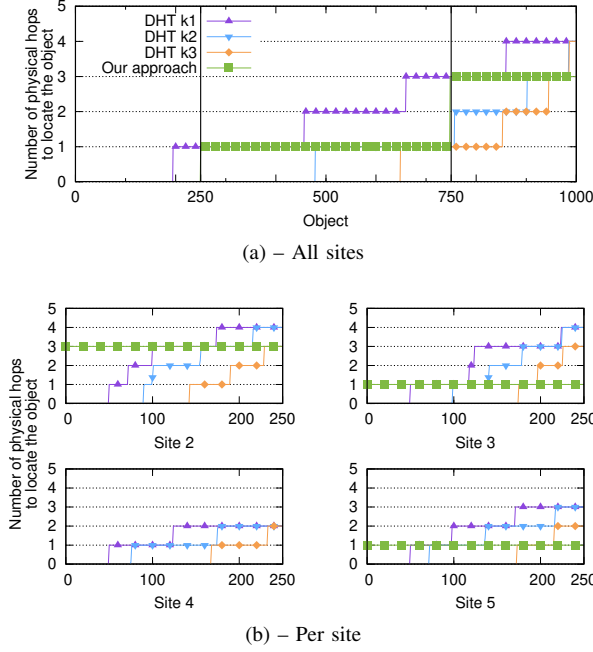 Number of physical hops
to locate the object
5
4
3
2
1
0
DHT k1
DHT k2
DHT k3
Our approach
0 250 500 750 1000
Object
(a) – All sites
Number of physical hops
to locate the object
5
4
3
2
1
0 100 200 250
Site 2
5
4
3
2
1
0
0 100 200 250
Site 3
5
4
3
2
1
0
0 100 200 250
Site 4
5
4
3
2
1
0
0 100 200 250
Site 5
(b) – Per site